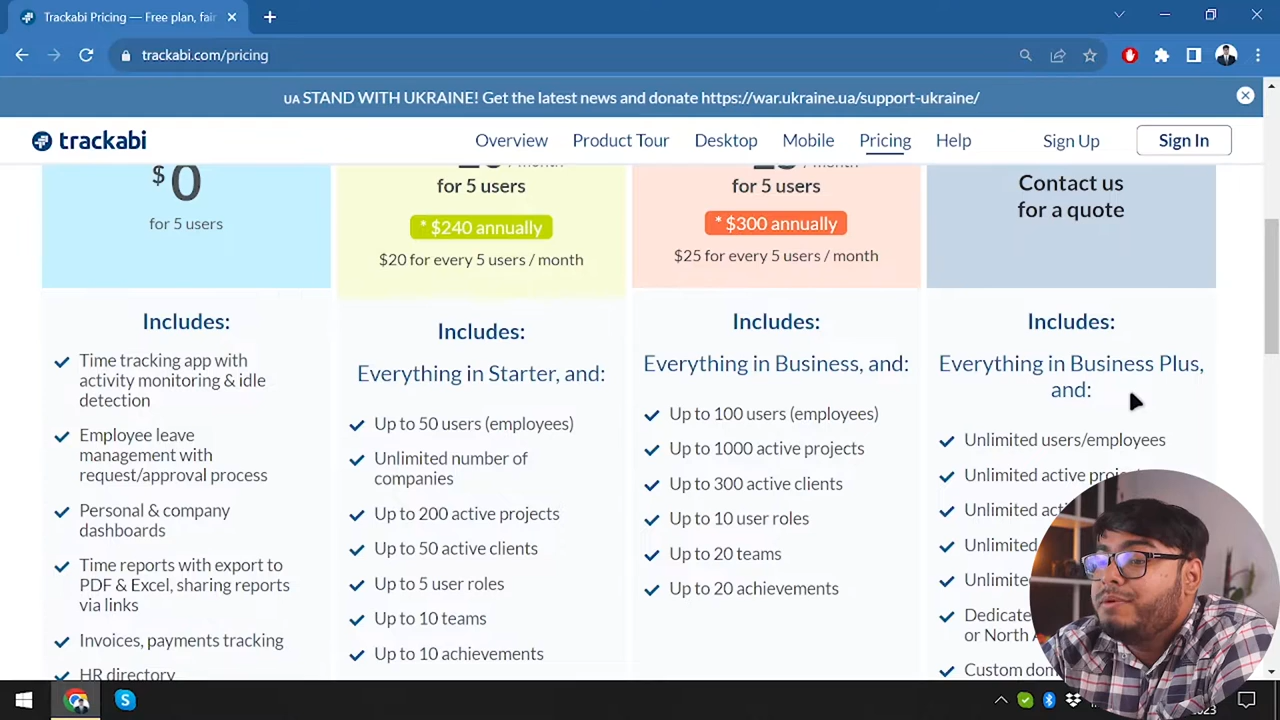 Trackabi Pricing — Free plan, fair
trackabi.com/pricing
UA STAND WITH UKRAINE! Get the latest news and donate https://war.ukraine.ua/support-ukraine/
trackabi
Overview
Product Tour
Desktop
Mobile
Pricing
Help
Sign Up
Sign In
$0
for 5 users
/ month
for 5 users
* $240 annually
$20 for every 5 users / month
/ month
for 5 users
* $300 annually
$25 for every 5 users / month
Contact us
for a quote
Includes:
Time tracking app with
activity monitoring & idle
detection
Employee leave
management with
request/approval process
Personal & company
dashboards
Time reports with export to
PDF & Excel, sharing reports
via links
Invoices, payments tracking
HR directory
Includes:
Everything in Starter, and:
Up to 50 users (employees)
Unlimited number of
companies
Up to 200 active projects
Up to 50 active clients
Up to 5 user roles
Up to 10 teams
Up to 10 achievements
Includes:
Everything in Business, and:
Up to 100 users (employees)
Up to 1000 active projects
Up to 300 active clients
Up to 10 user roles
Up to 20 teams
Up to 20 achievements
Includes:
Everything in Business Plus,
and:
Unlimited users/employees
Unlimited active
Unlimited
Unlimited
or North